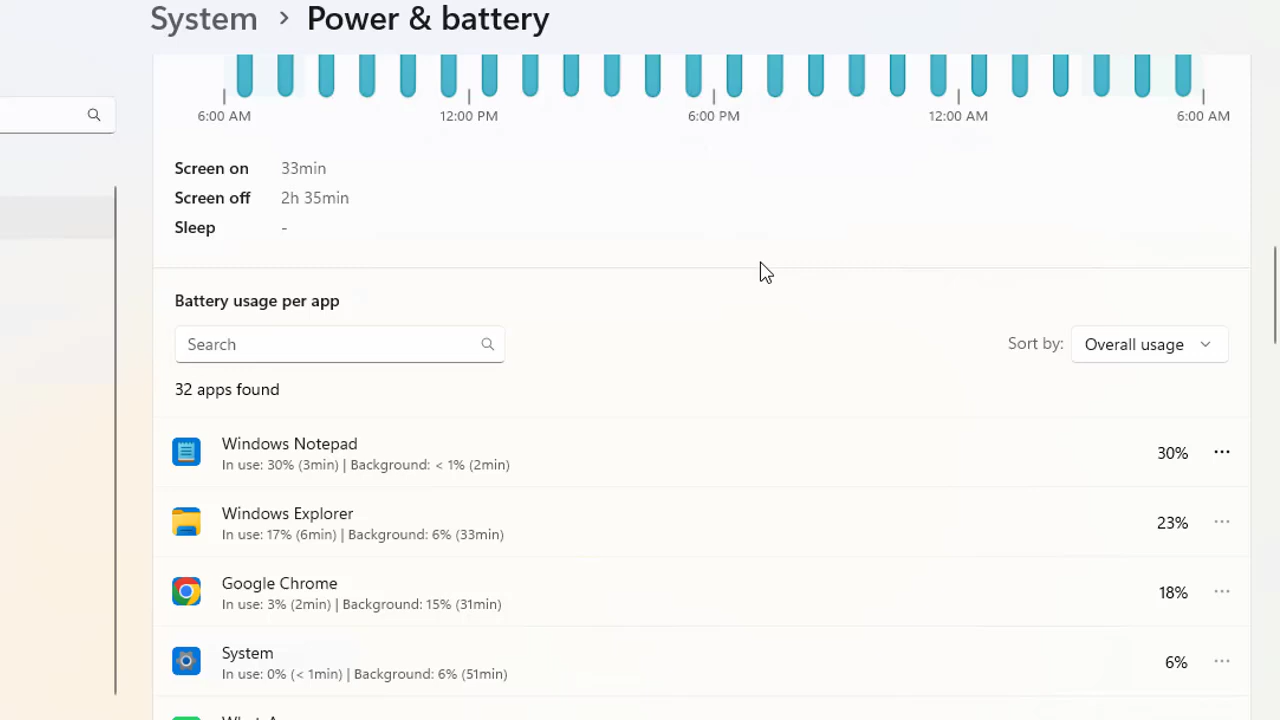 System > Power & battery
6:00 AM 12:00 PM 6:00 PM 12:00 AM 6:00 AM
Screen on 33min
Screen off 2h 35min
Sleep -
Battery usage per app
Search Sort by: Overall usage
32 apps found
Windows Notepad
In use: 30% (3min) | Background: < 1% (2min)
30% ...
Windows Explorer
In use: 17% (6min) | Background: 6% (33min)
23% ...
Google Chrome
In use: 3% (2min) | Background: 15% (31min)
18% ...
System
In use: 0% (< 1min) | Background: 6% (51min)
6% ...